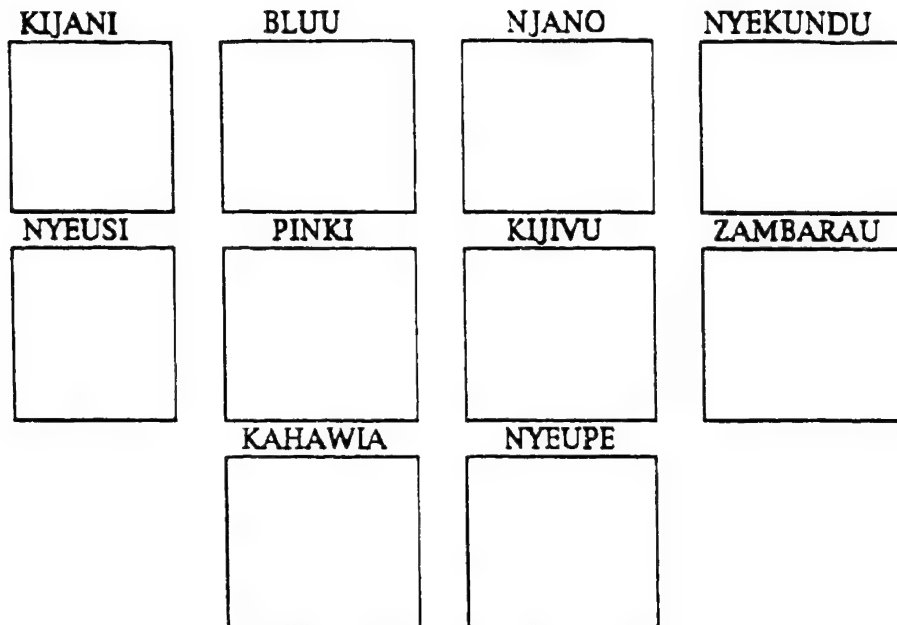 KIJANI BLUU NJANO NYEKUNDU
NYEUSI PINKI KIJIVU ZAMBARAU
KAHAWIA NYEUPE